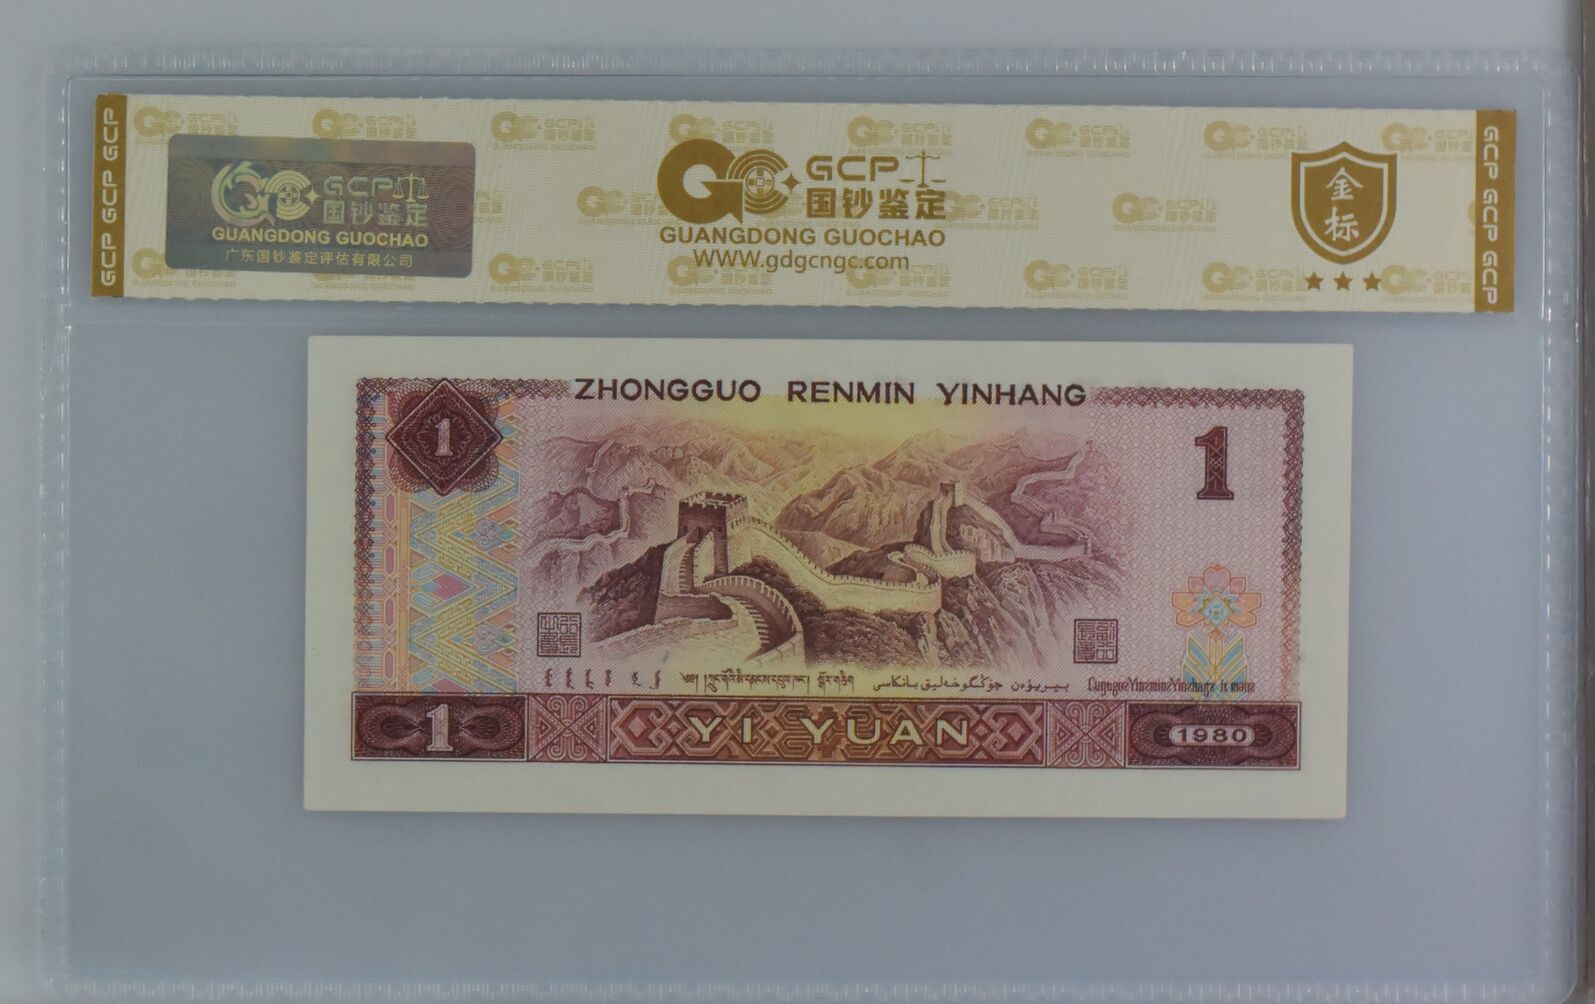 GCP GCP GCP
GCP
国钞鉴定
GUANGDONG GUOCHAO
广东国钞鉴定评估有限公司
GCP
国钞鉴定
GUANGDONG GUOCHAO
WWW.gdgcngc.com
金标
GCP GCP GCP
ZHONGGUO RENMIN YINHANG
1
1
1
YI YUAN
1980